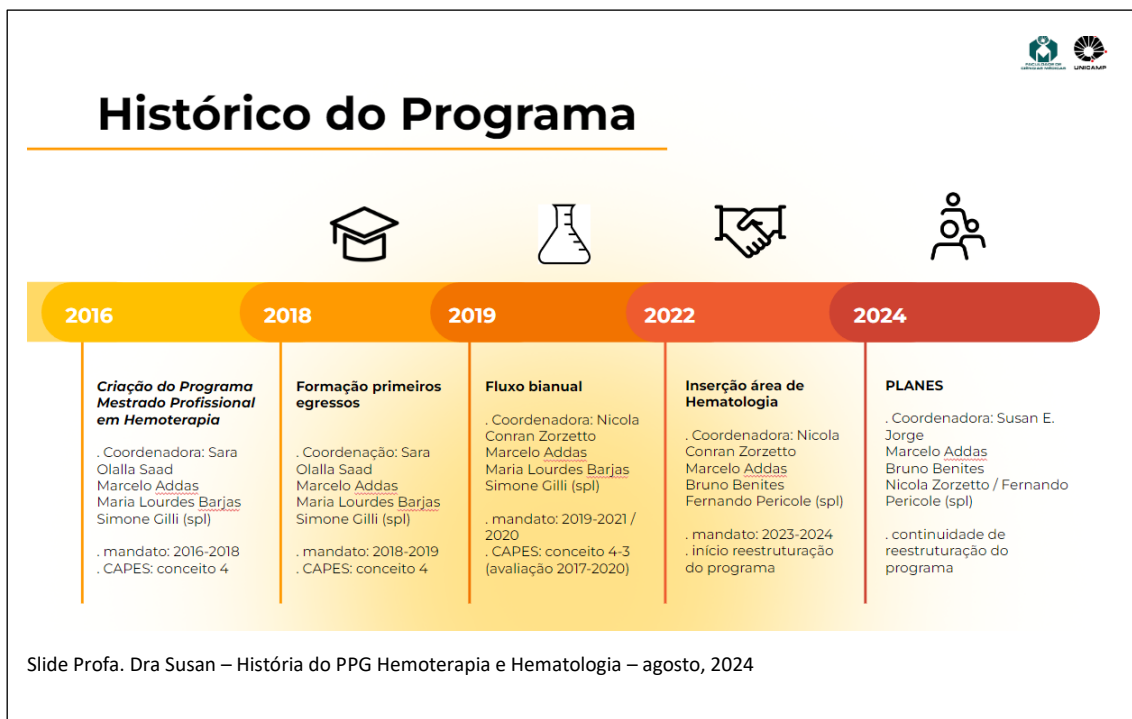 FACULDADE DE
CIÊNCIAS MÉDICAS
UNICAMP
Histórico do Programa
2016
2018
2019
2022
2024
Criação do Programa
Mestrado Profissional
em Hemoterapia
. Coordenadora: Sara
Olalla Saad
Marcelo Addas
Maria Lourdes Barjas
Simone Gilli (spl)
. mandato: 2016-2018
. CAPES: conceito 4
Formação primeiros
egressos
. Coordenação: Sara
Olalla Saad
Marcelo Addas
Maria Lourdes Barjas
Simone Gilli (spl)
. mandato: 2018-2019
. CAPES: conceito 4
Fluxo bianual
. Coordenadora: Nicola
Conran Zorzetto
Marcelo Addas
Maria Lourdes Barjas
Simone Gilli (spl)
. mandato: 2019-2021 /
2020
. CAPES: conceito 4-3
(avaliação 2017-2020)
Inserção área de
Hematologia
. Coordenadora: Nicola
Conran Zorzetto
Marcelo Addas
Bruno Benites
Fernando Pericole (spl)
. mandato: 2023-2024
. início reestruturação
do programa
PLANES
. Coordenadora: Susan E.
Jorge
Marcelo Addas
Bruno Benites
Nicola Zorzetto / Fernando
Pericole (spl)
. continuidade de
reestruturação do
programa
Slide Profa. Dra Susan – História do PPG Hemoterapia e Hematologia – agosto, 2024